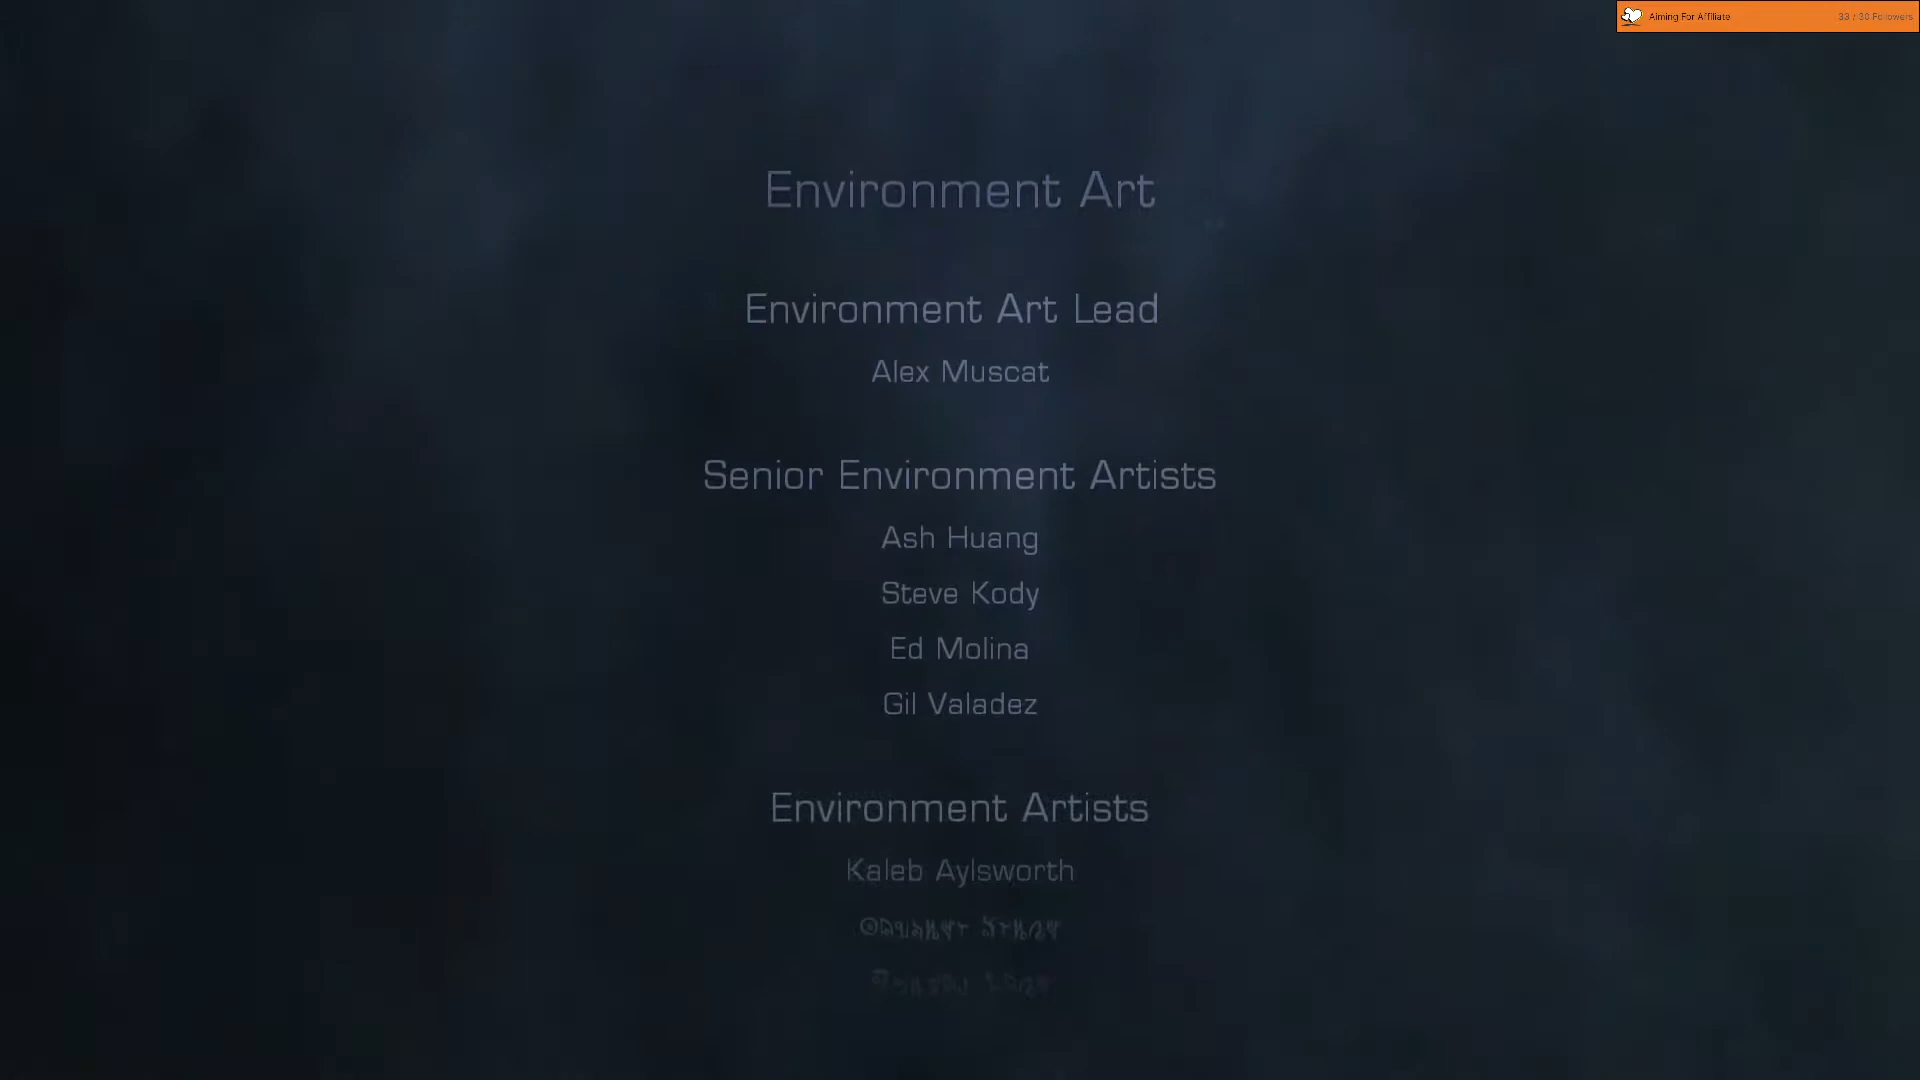 Aiming For Affiliate
33 / 30 Followers
Environment Art
Environment Art Lead
Alex Muscat
Senior Environment Artists
Ash Huang
Steve Kody
Ed Molina
Gil Valadez
Environment Artists
Kaleb Aylsworth